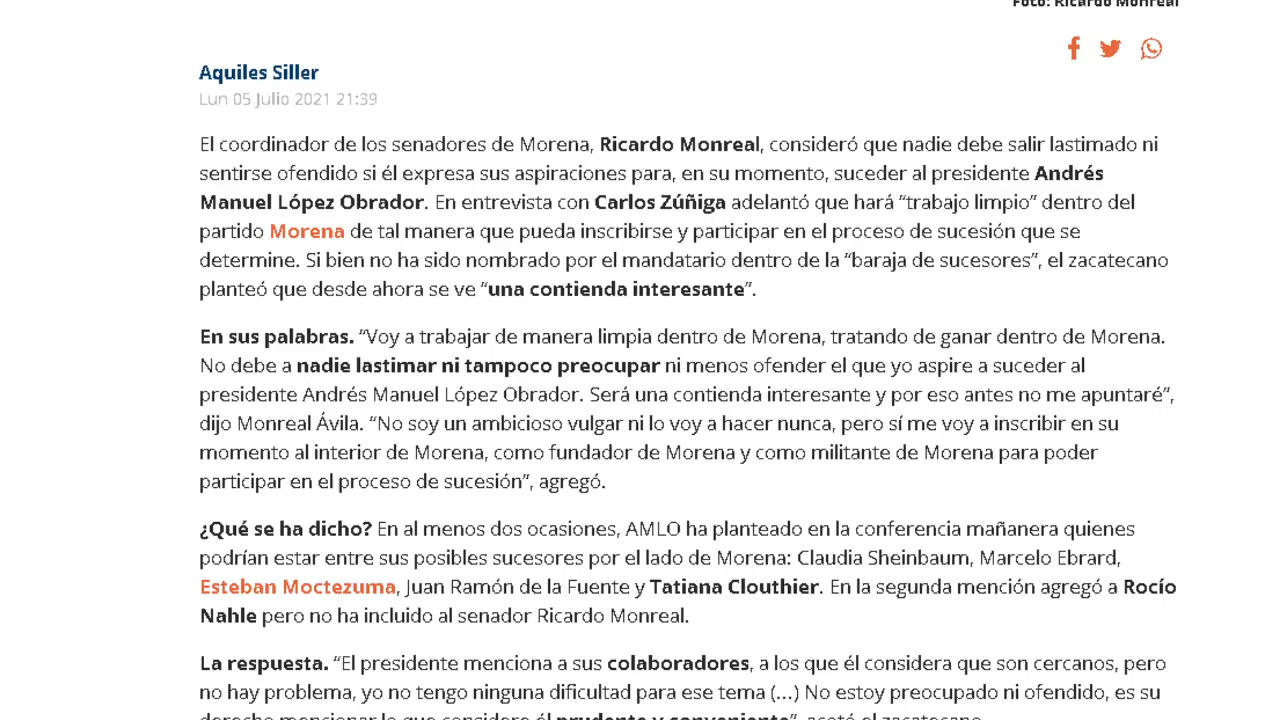 Foto: Ricardo Monreal
Aquiles Siller
Lun 05 Julio 2021 21:39
El coordinador de los senadores de Morena, Ricardo Monreal, consideró que nadie debe salir lastimado ni
sentirse ofendido si él expresa sus aspiraciones para, en su momento, suceder al presidente Andrés
Manuel López Obrador. En entrevista con Carlos Zúñiga adelantó que hará “trabajo limpio” dentro del
partido Morena de tal manera que pueda inscribirse y participar en el proceso de sucesión que se
determine. Si bien no ha sido nombrado por el mandatario dentro de la “baraja de sucesores”, el zacatecano
planteó que desde ahora se ve “una contienda interesante”.
En sus palabras. “Voy a trabajar de manera limpia dentro de Morena, tratando de ganar dentro de Morena.
No debe a nadie lastimar ni tampoco preocupar ni menos ofender el que yo aspire a suceder al
presidente Andrés Manuel López Obrador. Será una contienda interesante y por eso antes no me apuntaré”,
dijo Monreal Ávila. “No soy un ambicioso vulgar ni lo voy a hacer nunca, pero sí me voy a inscribir en su
momento al interior de Morena, como fundador de Morena y como militante de Morena para poder
participar en el proceso de sucesión”, agregó.
¿Qué se ha dicho? En al menos dos ocasiones, AMLO ha planteado en la conferencia mañanera quienes
podrían estar entre sus posibles sucesores por el lado de Morena: Claudia Sheinbaum, Marcelo Ebrard,
Esteban Moctezuma, Juan Ramón de la Fuente y Tatiana Clouthier. En la segunda mención agregó a Rocío
Nahle pero no ha incluido al senador Ricardo Monreal.
La respuesta. “El presidente menciona a sus colaboradores, a los que él considera que son cercanos, pero
no hay problema, yo no tengo ninguna dificultad para ese tema (...) No estoy preocupado ni ofendido, es su
derecho mencionar lo que considere él prudente y conveniente”, acotó el zacatecano.